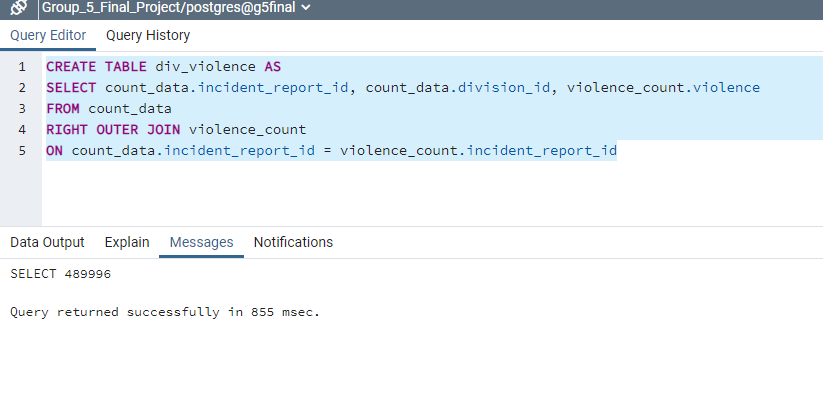 Group_5_Final_Project/postgres@g5final
Query Editor Query History
1 CREATE TABLE div_violence AS
2 SELECT count_data.incident_report_id, count_data.division_id, violence_count.violence
3 FROM count_data
4 RIGHT OUTER JOIN violence_count
5 ON count_data.incident_report_id = violence_count.incident_report_id
Data Output Explain Messages Notifications
SELECT 489996
Query returned successfully in 855 msec.